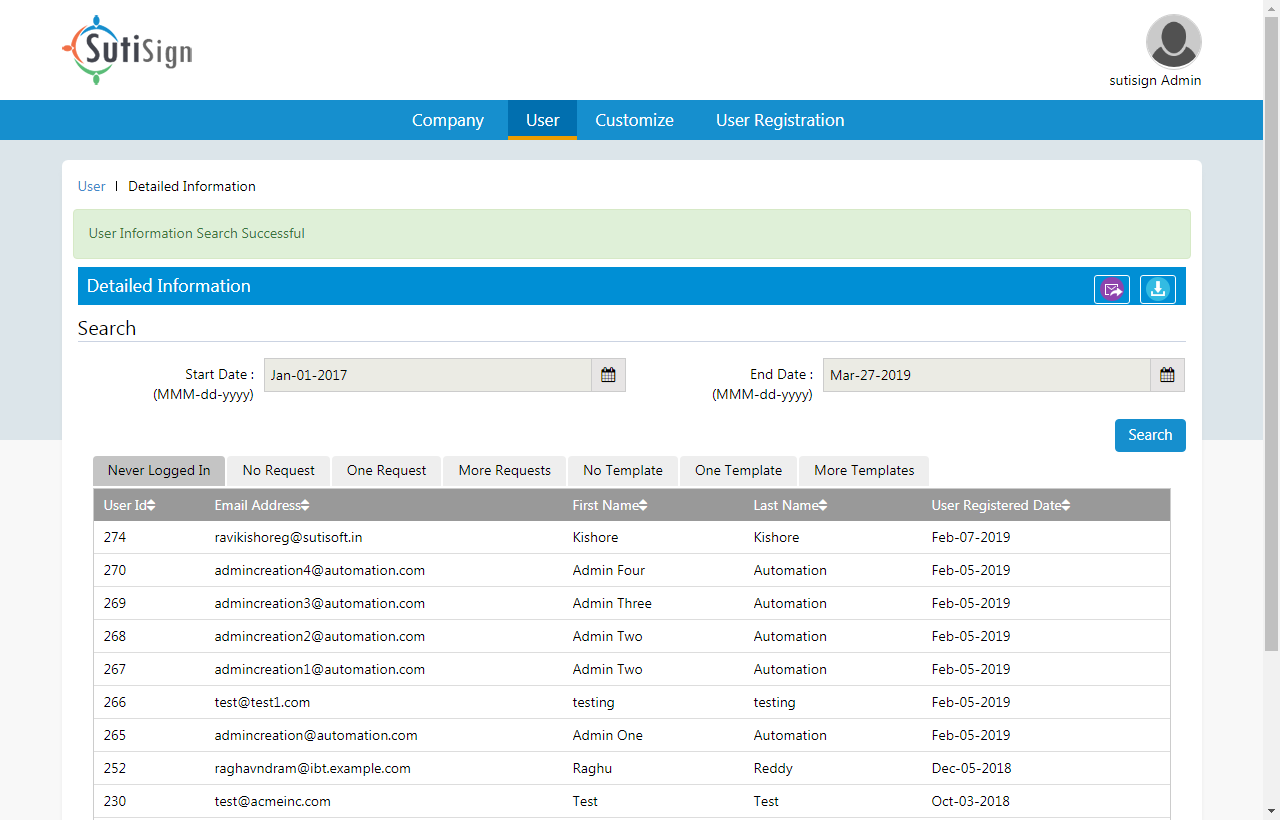 SutiSign
sutisign Admin
Company User Customize User Registration
User Detailed Information
User Information Search Successful
Detailed Information
Search
Start Date : Jan-01-2017 End Date : Mar-27-2019
(MMM-dd-yyyy) (MMM-dd-yyyy)
Search
Never Logged In No Request One Request More Requests No Template One Template More Templates
User Id Email Address First Name Last Name User Registered Date
274 ravikishoreg@sutisoft.in Kishore Kishore Feb-07-2019
270 admincreation4@automation.com Admin Four Automation Feb-05-2019
269 admincreation3@automation.com Admin Three Automation Feb-05-2019
268 admincreation2@automation.com Admin Two Automation Feb-05-2019
267 admincreation1@automation.com Admin Two Automation Feb-05-2019
266 test@test1.com testing testing Feb-05-2019
265 admincreation@automation.com Admin One Automation Feb-05-2019
252 raghavndram@ibt.example.com Raghu Reddy Dec-05-2018
230 test@acmeinc.com Test Test Oct-03-2018